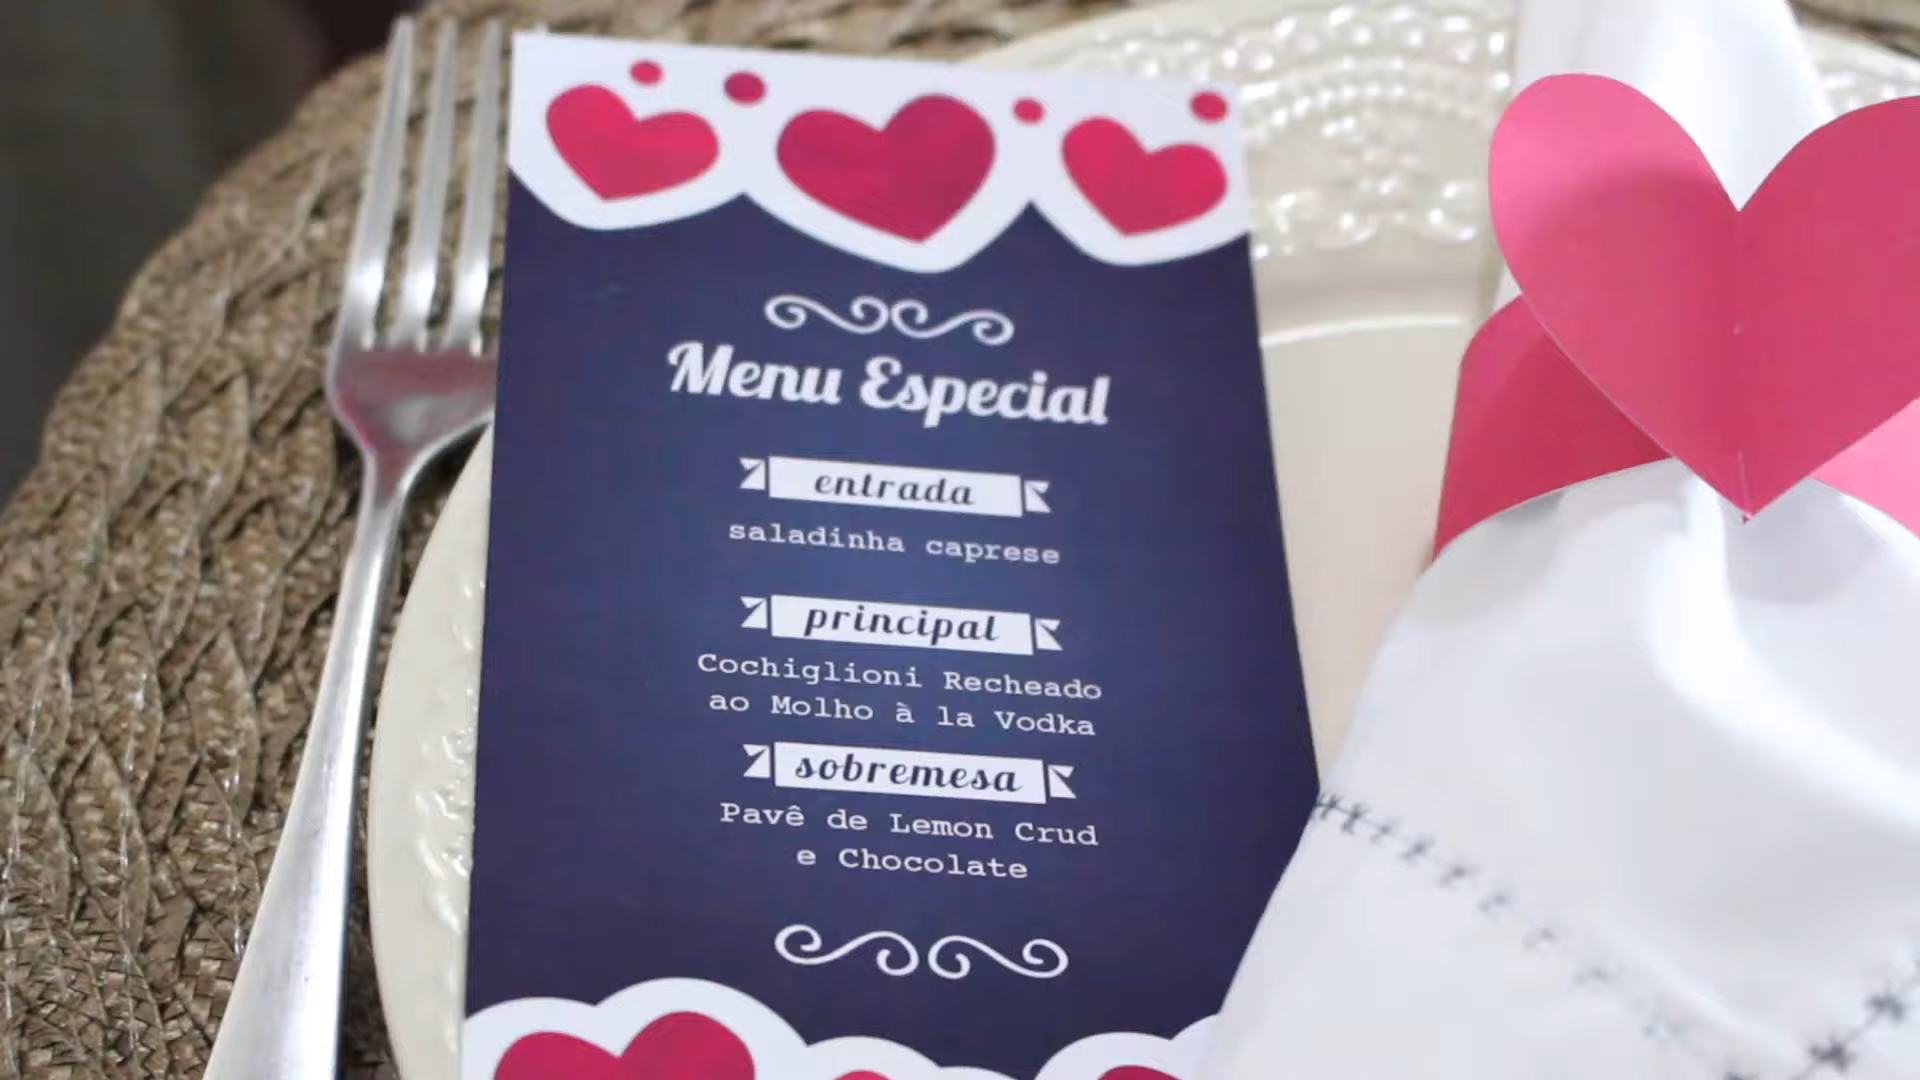 Menu Especial
entrada
saladinha caprese
principal
Cochiglioni Recheado
ao Molho à la Vodka
sobremesa
Pavê de Lemon Crud
e Chocolate